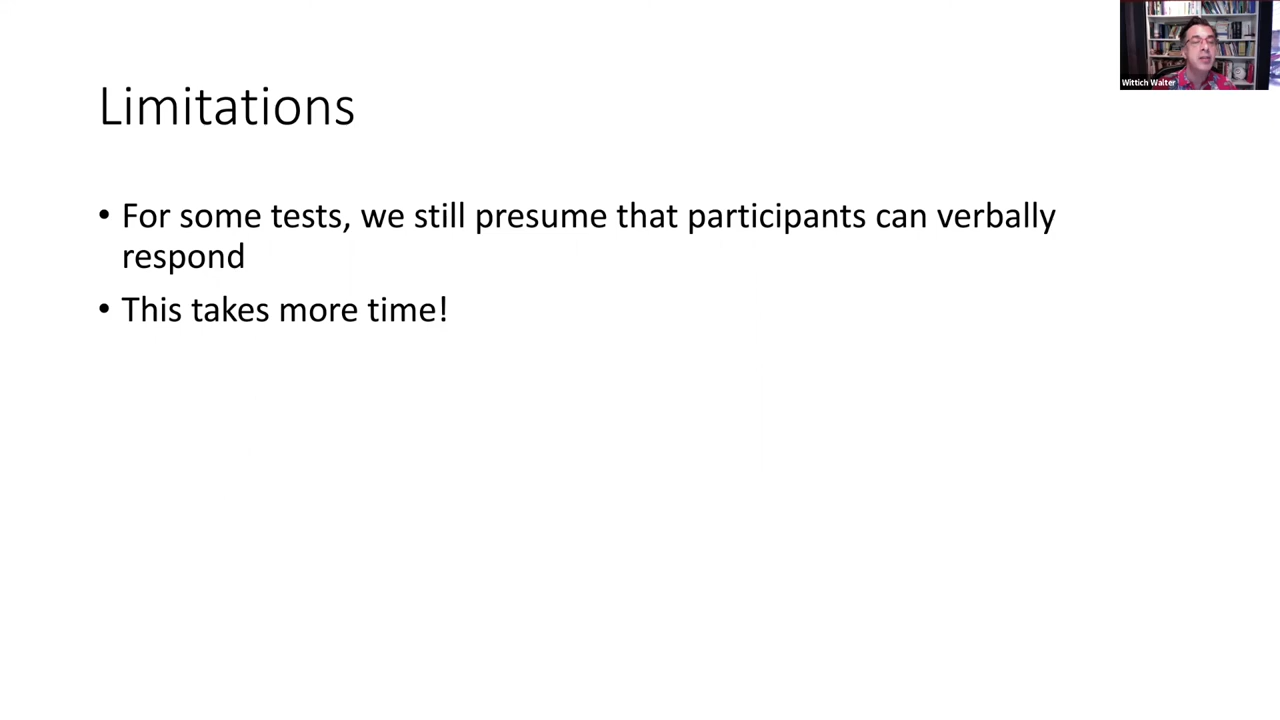 Limitations
• For some tests, we still presume that participants can verbally
respond
• This takes more time!
Wittich Walter